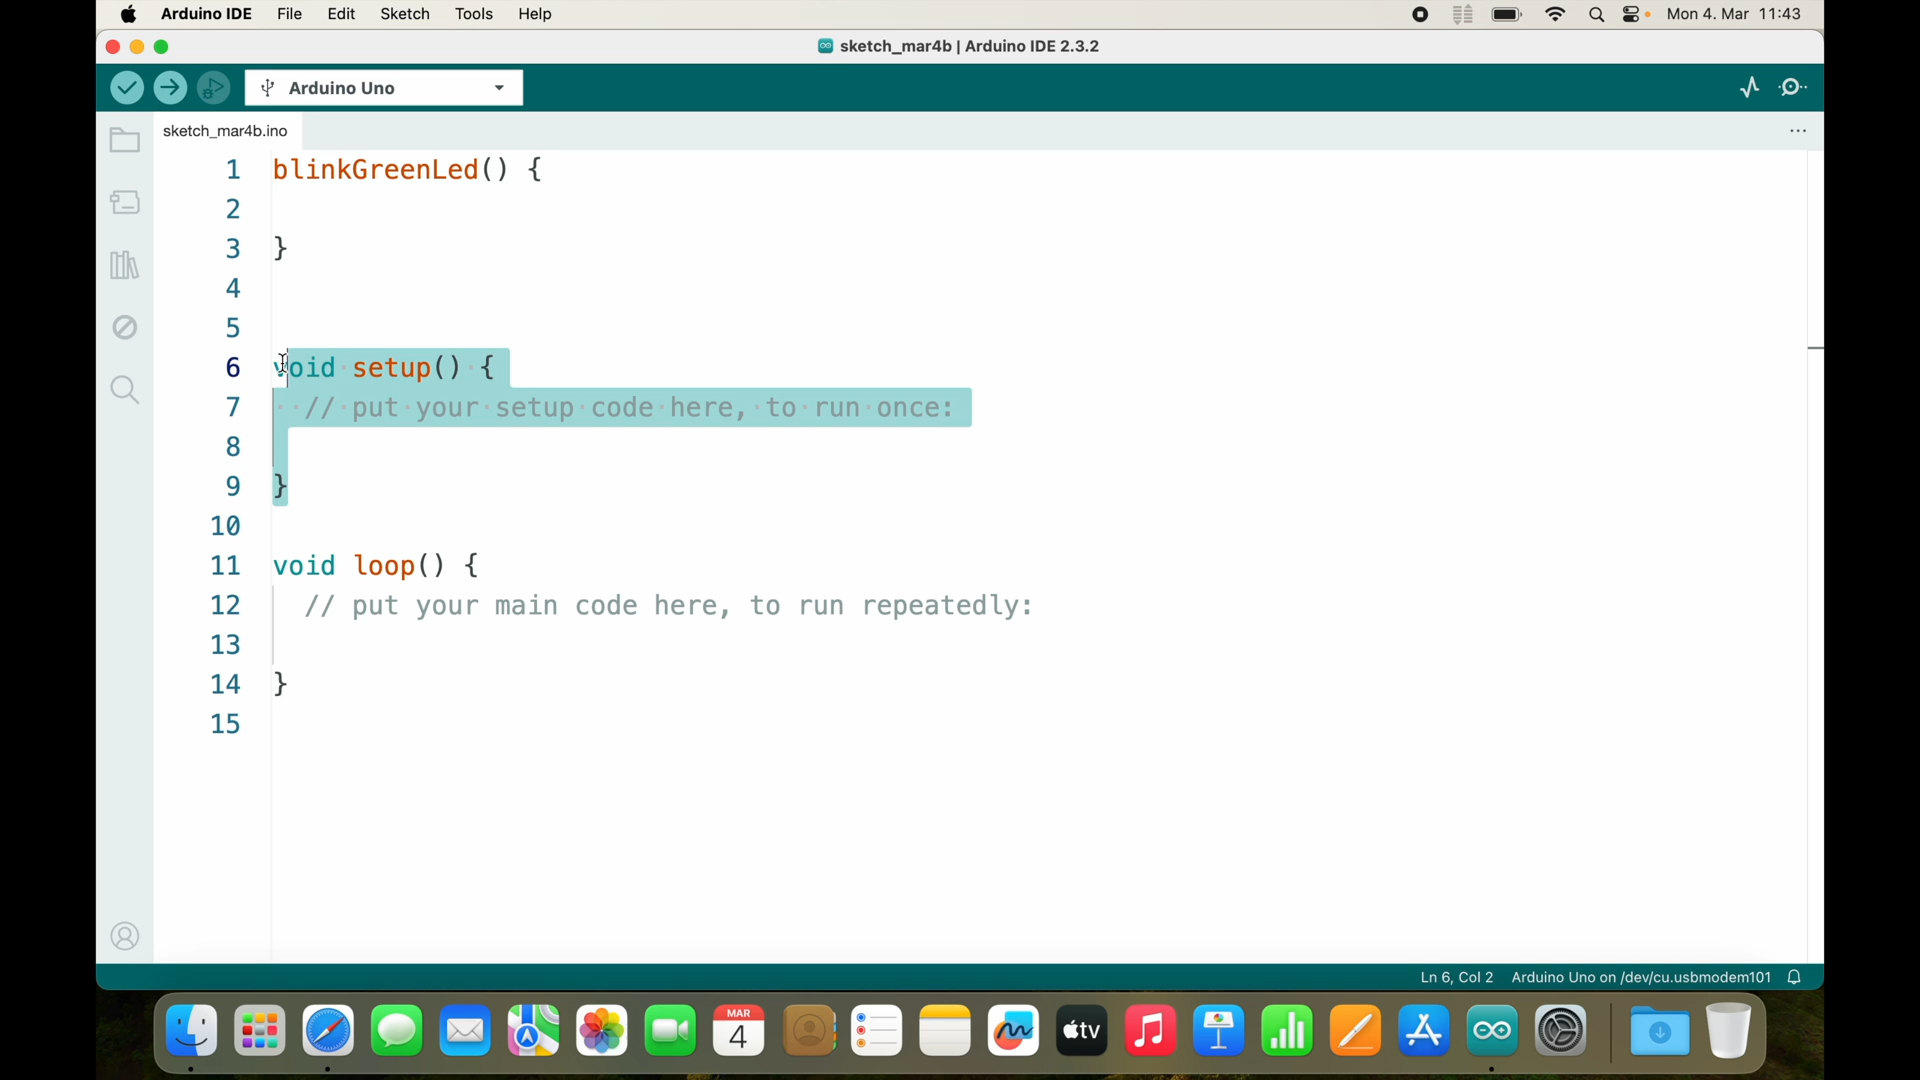 Arduino IDE File Edit Sketch Tools Help Mon 4. Mar 11:43
sketch_mar4b | Arduino IDE 2.3.2
Arduino Uno
sketch_mar4b.ino
1 blinkGreenLed() {
2
3 }
4
5
6 void setup() {
7 // put your setup code here, to run once:
8
9 }
10
11 void loop() {
12 // put your main code here, to run repeatedly:
13
14 }
15
Ln 6, Col 2 Arduino Uno on /dev/cu.usbmodem101
MAR
4
tv